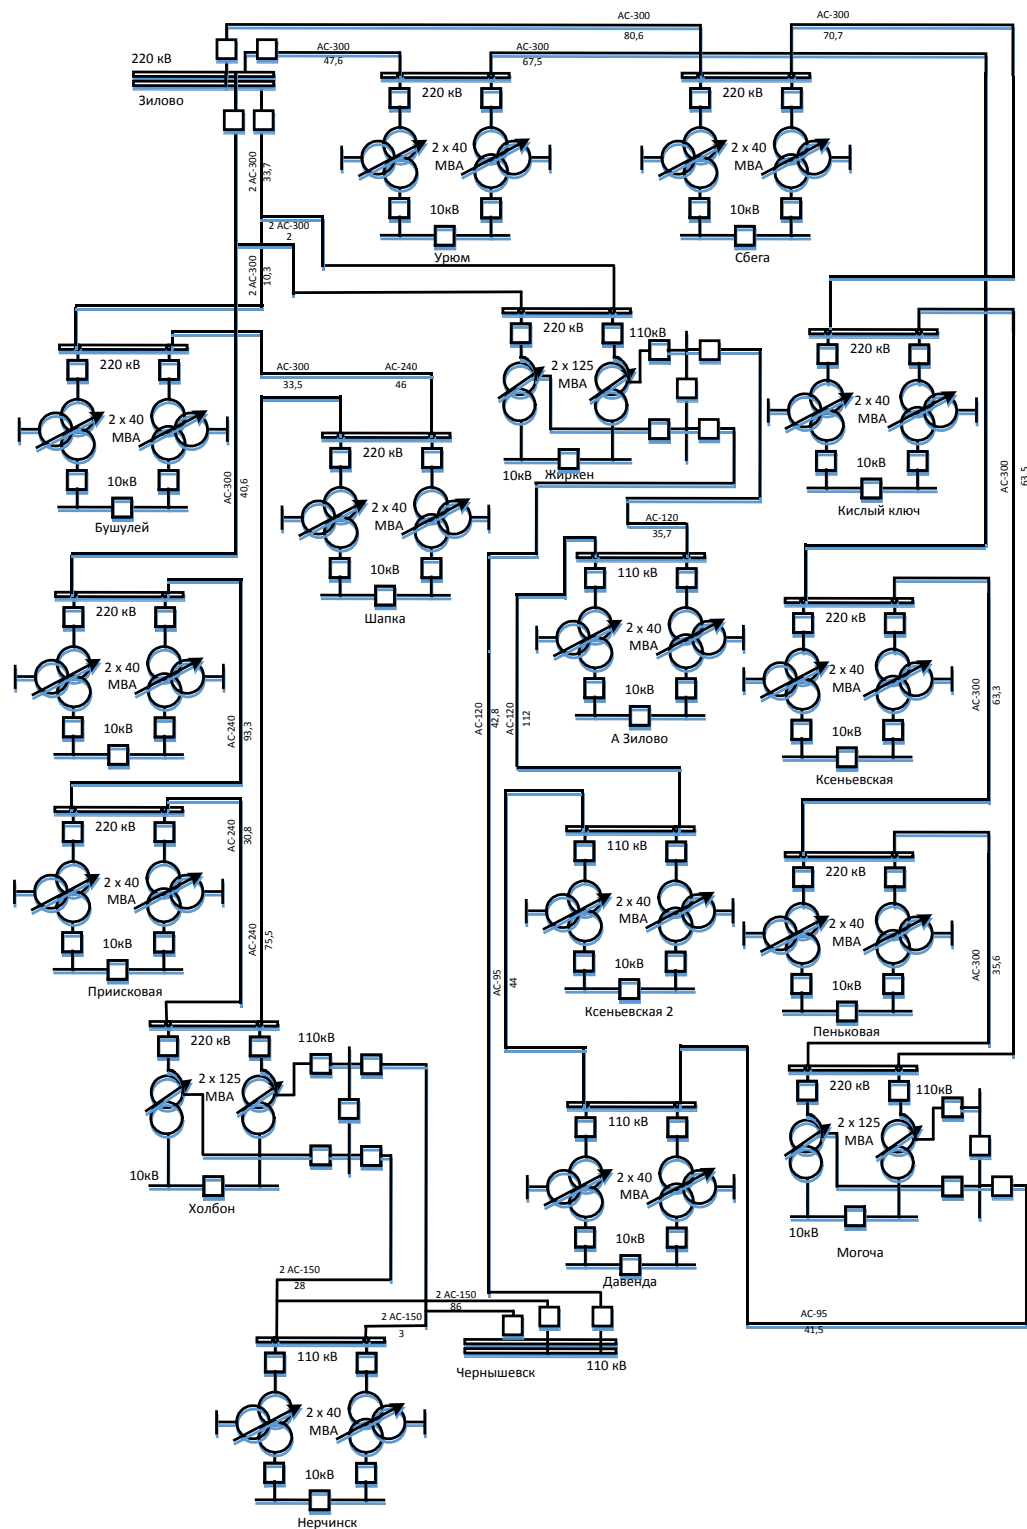 АС-300
80,6
АС-300
70,7
220 кВ
Зилово
АС-300
47,6
АС-300
67,5
220 кВ
2 х 40
МВА
10кВ
Урюм
220 кВ
2 х 40
МВА
10кВ
Сбега
2 АС-300
33,7
2 АС-300
2
2 АС-300
10,3
220 кВ
2 х 40
МВА
10кВ
Бушулей
АС-300
33,5
АС-240
46
220 кВ
2 х 40
МВА
10кВ
Шапка
220 кВ
110кВ
2 х 125
МВА
10кВ
Жиркен
220 кВ
2 х 40
МВА
10кВ
Кислый ключ
АС-300
63,5
АС-300
40,6
АС-120
35,7
110 кВ
2 х 40
МВА
10кВ
А Зилово
220 кВ
2 х 40
МВА
10кВ
220 кВ
2 х 40
МВА
10кВ
Ксеньевская
АС-240
93,3
АС-120
42,8
АС-120
112
АС-300
63,3
220 кВ
2 х 40
МВА
10кВ
Приисковая
АС-240
30,8
АС-240
75,5
110 кВ
2 х 40
МВА
10кВ
Ксеньевская 2
АС-95
44
220 кВ
2 х 40
МВА
10кВ
Пеньковая
АС-300
35,6
220 кВ
110кВ
2 х 125
МВА
10кВ
Холбон
110 кВ
2 х 40
МВА
10кВ
Давенда
220 кВ
110кВ
2 х 125
МВА
10кВ
Могоча
2 АС-150
28
2 АС-150
86
2 АС-150
3
АС-95
41,5
Чернышевск
110 кВ
110 кВ
2 х 40
МВА
10кВ
Нерчинск